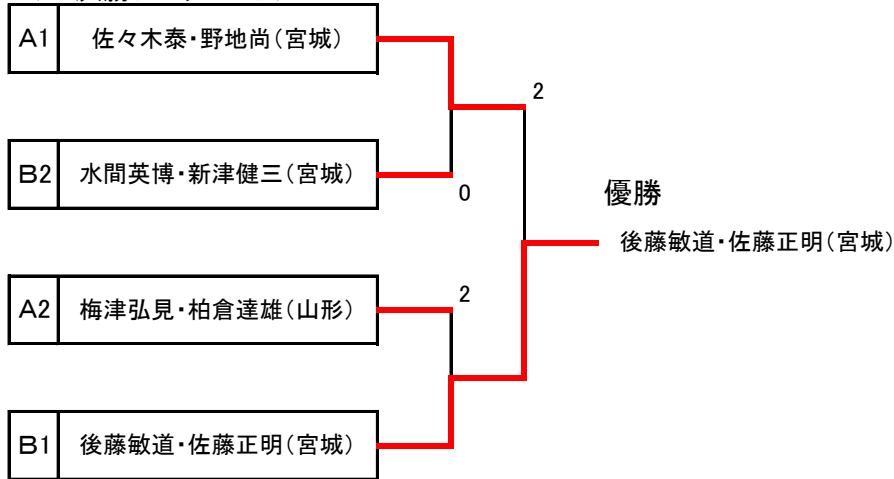 A1 佐々木泰・野地尚(宮城)
2
B2 水間英博・新津健三(宮城)
0
優勝
後藤敏道・佐藤正明(宮城)
A2 梅津弘見・柏倉達雄(山形)
2
B1 後藤敏道・佐藤正明(宮城)